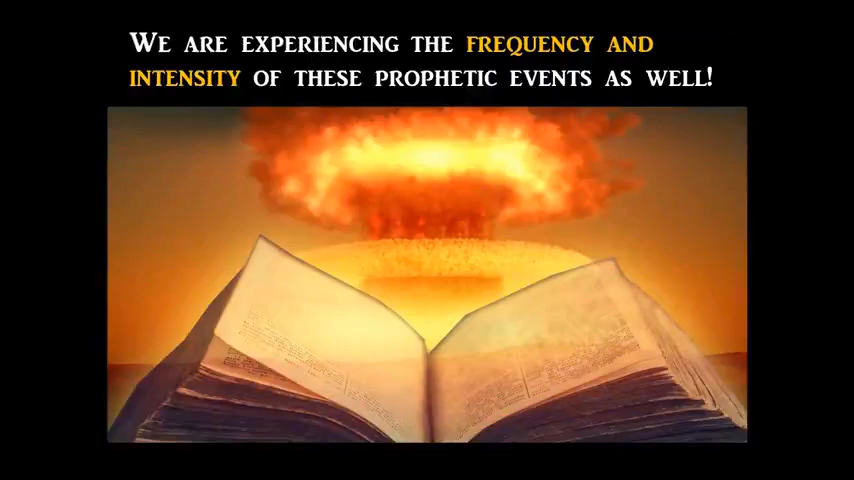 We are experiencing the frequency and
intensity of these prophetic events as well!